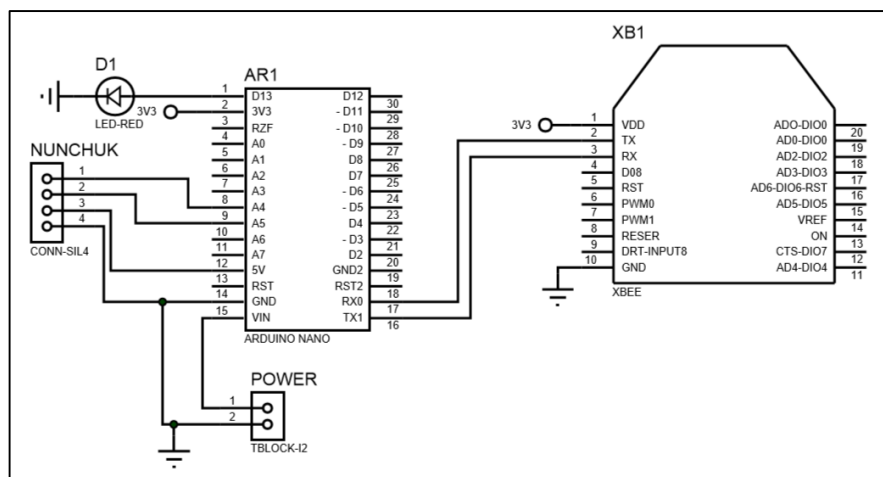 D1
LED-RED
3V3
NUNCHUK
1
2
3
4
CONN-SIL4
AR1
1 D13
2 3V3
3 RZF
4 A0
5 A1
6 A2
7 A3
8 A4
9 A5
10 A6
11 A7
12 5V
13 RST
14 GND
15 VIN
D12 30
- D11 29
- D10 28
- D9 27
D8 26
D7 25
- D6 24
- D5 23
D4 22
- D3 21
D2 20
GND2 19
RST2 18
RX0 17
TX1 16
ARDUINO NANO
POWER
1
2
TBLOCK-I2
XB1
3V3
1 VDD
2 TX
3 RX
4 D08
5 RST
6 PWM0
7 PWM1
8 RESER
9 DRT-INPUT8
10 GND
ADO-DIO0 20
AD0-DIO0 19
AD2-DIO2 18
AD3-DIO3 17
AD6-DIO6-RST 16
AD5-DIO5 15
VREF 14
ON 13
CTS-DIO7 12
AD4-DIO4 11
XBEE